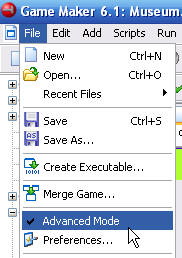 Game Maker 6.1: Museum.
File Edit Add Scripts Run
New Ctrl+N
Open... Ctrl+O
Recent Files
Save Ctrl+S
Save As...
Create Executable...
Merge Game...
Advanced Mode
Preferences...